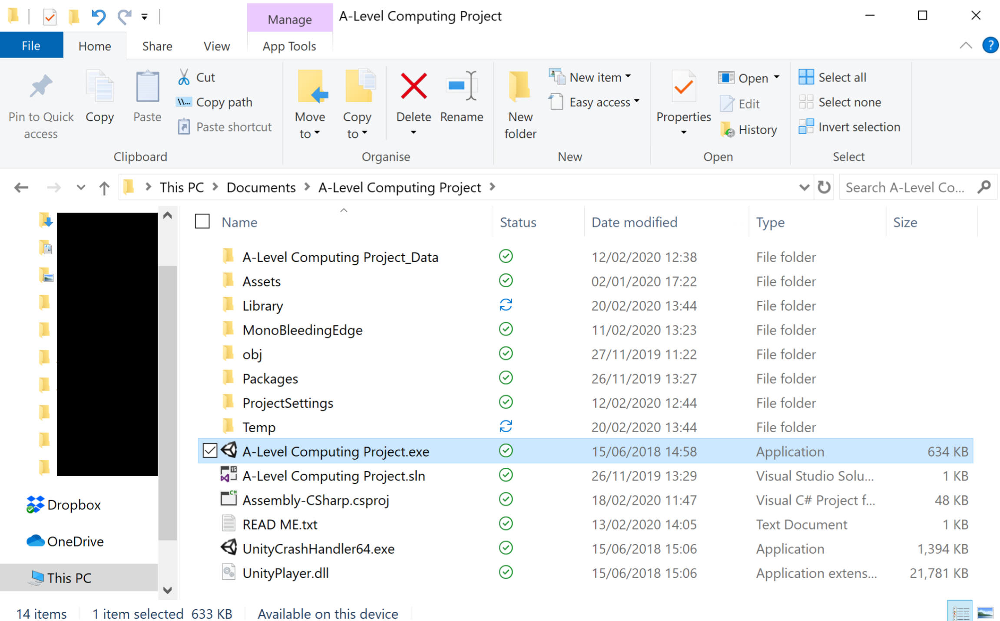 Manage
A-Level Computing Project
File
Home
Share
View
App Tools
?
Pin to Quick
access
Copy
Paste
Cut
\\...
Copy path
Paste shortcut
Clipboard
Move
to
Copy
to
Delete
Rename
Organise
New
folder
New item
Easy access
New
Properties
Open
Edit
History
Open
Select all
Select none
Invert selection
Select
This PC > Documents > A-Level Computing Project >
Search A-Level Co...
Name Status Date modified Type Size
A-Level Computing Project_Data 12/02/2020 12:38 File folder
Assets 02/01/2020 17:22 File folder
Library 20/02/2020 13:44 File folder
MonoBleedingEdge 11/02/2020 13:23 File folder
obj 27/11/2019 11:22 File folder
Packages 26/11/2019 13:27 File folder
ProjectSettings 12/02/2020 12:44 File folder
Temp 20/02/2020 13:44 File folder
A-Level Computing Project.exe 15/06/2018 14:58 Application 634 KB
15 A-Level Computing Project.sln 26/11/2019 13:29 Visual Studio Solu... 1 KB
C# Assembly-CSharp.csproj 18/02/2020 11:47 Visual C# Project f... 48 KB
READ ME.txt 13/02/2020 14:05 Text Document 1 KB
UnityCrashHandler64.exe 15/06/2018 15:06 Application 1,394 KB
UnityPlayer.dll 15/06/2018 15:06 Application extens... 21,781 KB
Dropbox
OneDrive
This PC
14 items 1 item selected 633 KB Available on this device